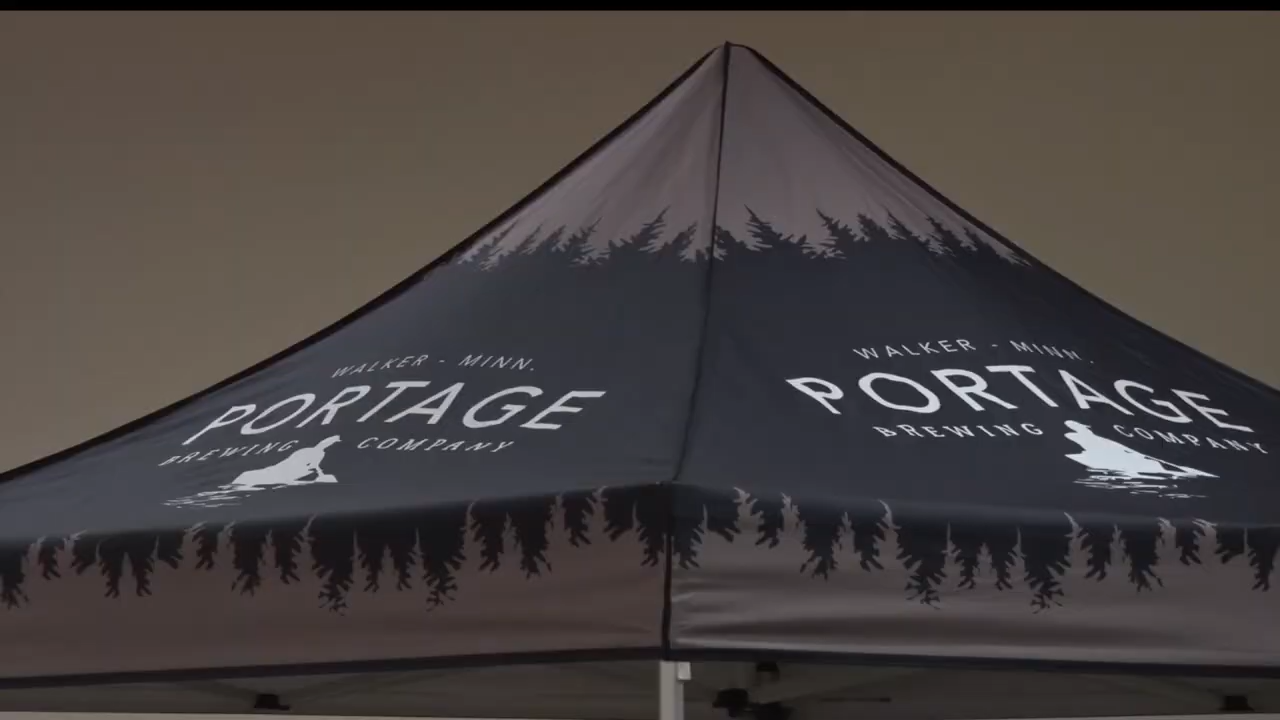 WALKER - MINN.
PORTAGE
BREWING COMPANY
WALKER - MINN.
PORTAGE
BREWING COMPANY